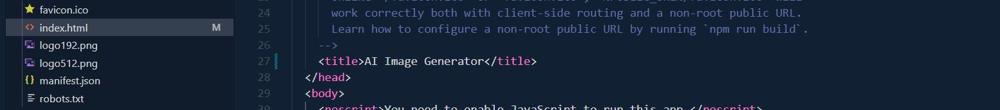 favicon.ico
index.html M
logo192.png
logo512.png
manifest.json
robots.txt
24 work correctly both with client-side routing and a non-root public URL.
25 Learn how to configure a non-root public URL by running `npm run build`.
26 -->
27 <title>AI Image Generator</title>
28 </head>
29 <body>
30 <noscript>You need to enable JavaScript to run this app.</noscript>